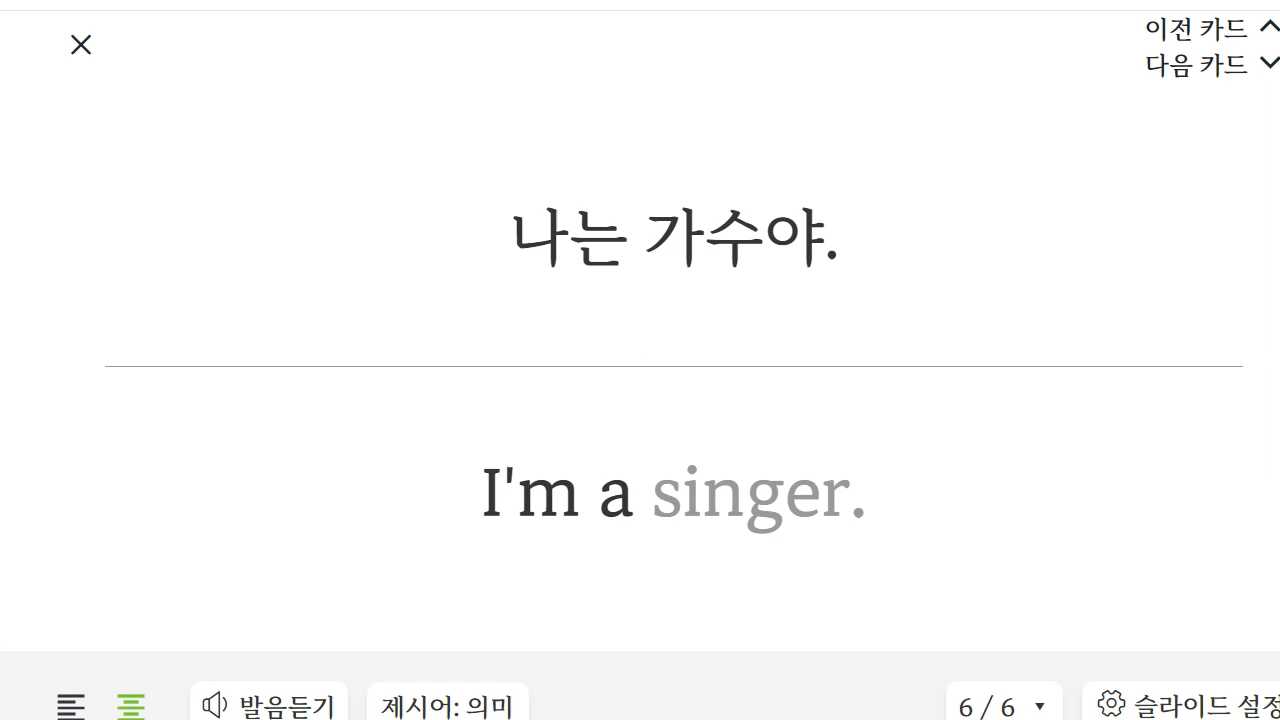 이전 카드
다음 카드
나는 가수야.
I'm a singer.
발음듣기
제시어: 의미
6 / 6
슬라이드 설정